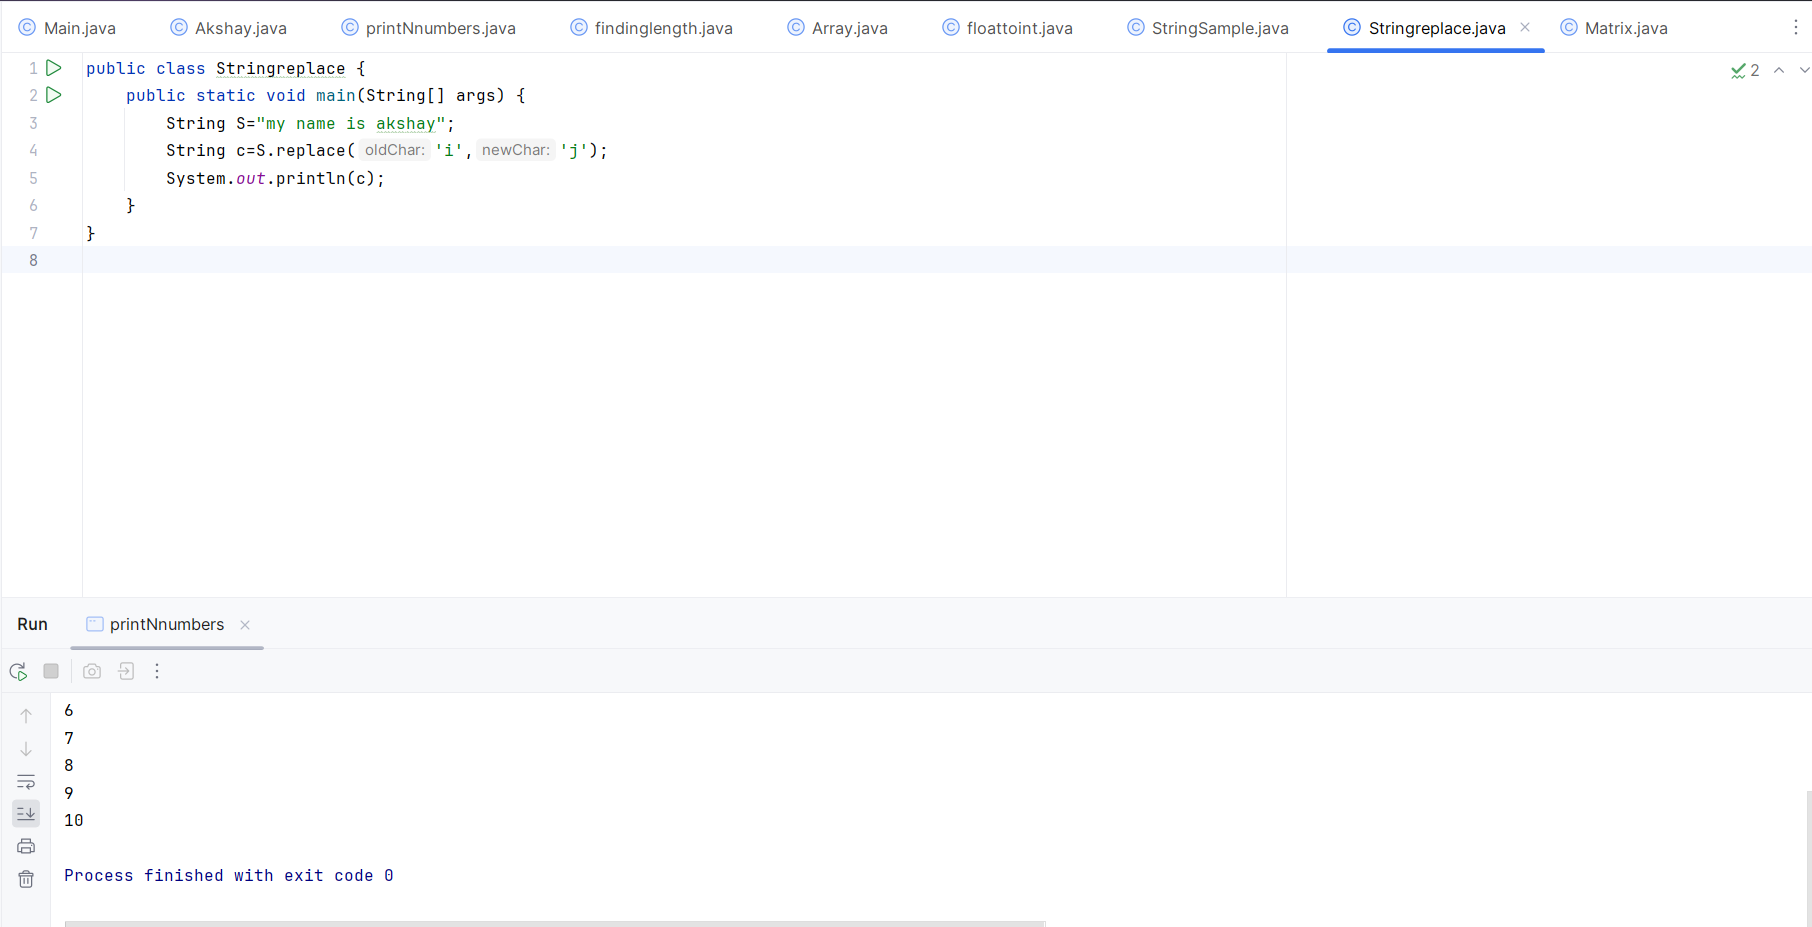 Main.java Akshay.java printNnumbers.java findinglength.java Array.java floattoint.java StringSample.java Stringreplace.java Matrix.java
1 public class Stringreplace {
2
2 public static void main(String[] args) {
3 String S="my name is akshay";
4 String c=S.replace( oldChar: 'i', newChar: 'j');
5 System.out.println(c);
6 }
7 }
8
Run printNnumbers
6
7
8
9
10
Process finished with exit code 0